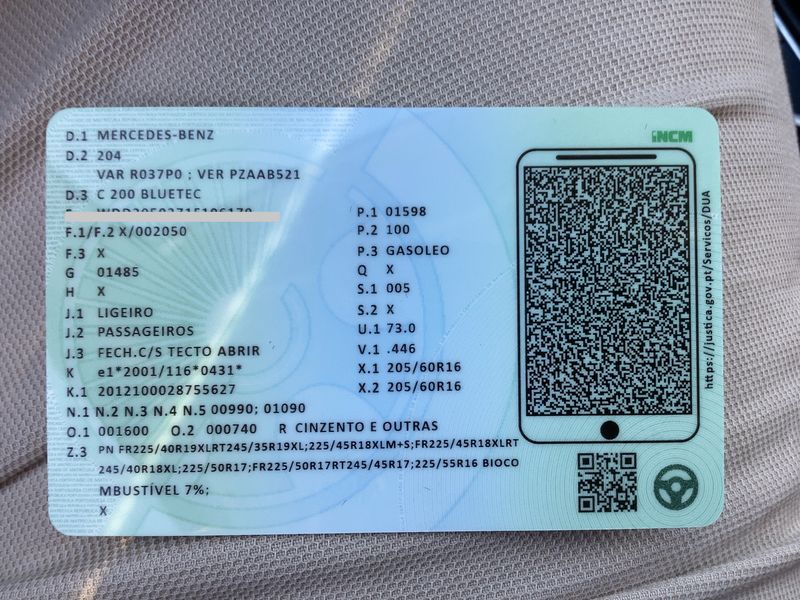 D.1 MERCEDES-BENZ
iNCM
D.2 204
VAR R037P0 ; VER PZAAB521
D.3 C 200 BLUETEC
P.1 01598
F.1/F.2 X/002050
P.2 100
F.3 X
P.3 GASOLEO
G 01485
Q X
H X
S.1 005
J.1 LIGEIRO
S.2 X
J.2 PASSAGEIROS
U.1 73.0
J.3 FECH.C/S TECTO ABRIR
V.1 .446
K e1*2001/116*0431*
X.1 205/60R16
K.1 2012100028755627
X.2 205/60R16
N.1 N.2 N.3 N.4 N.5 00990; 01090
O.1 001600 O.2 000740 R CINZENTO E OUTRAS
Z.3 PN FR225/40R19XLRT245/35R19XL;225/45R18XLM+S;FR225/45R18XLRT
245/40R18XL;225/50R17;FR225/50R17RT245/45R17;225/55R16 BIOCO
MBUSTÍVEL 7%;
X
https://justica.gov.pt/Servicos/DUA